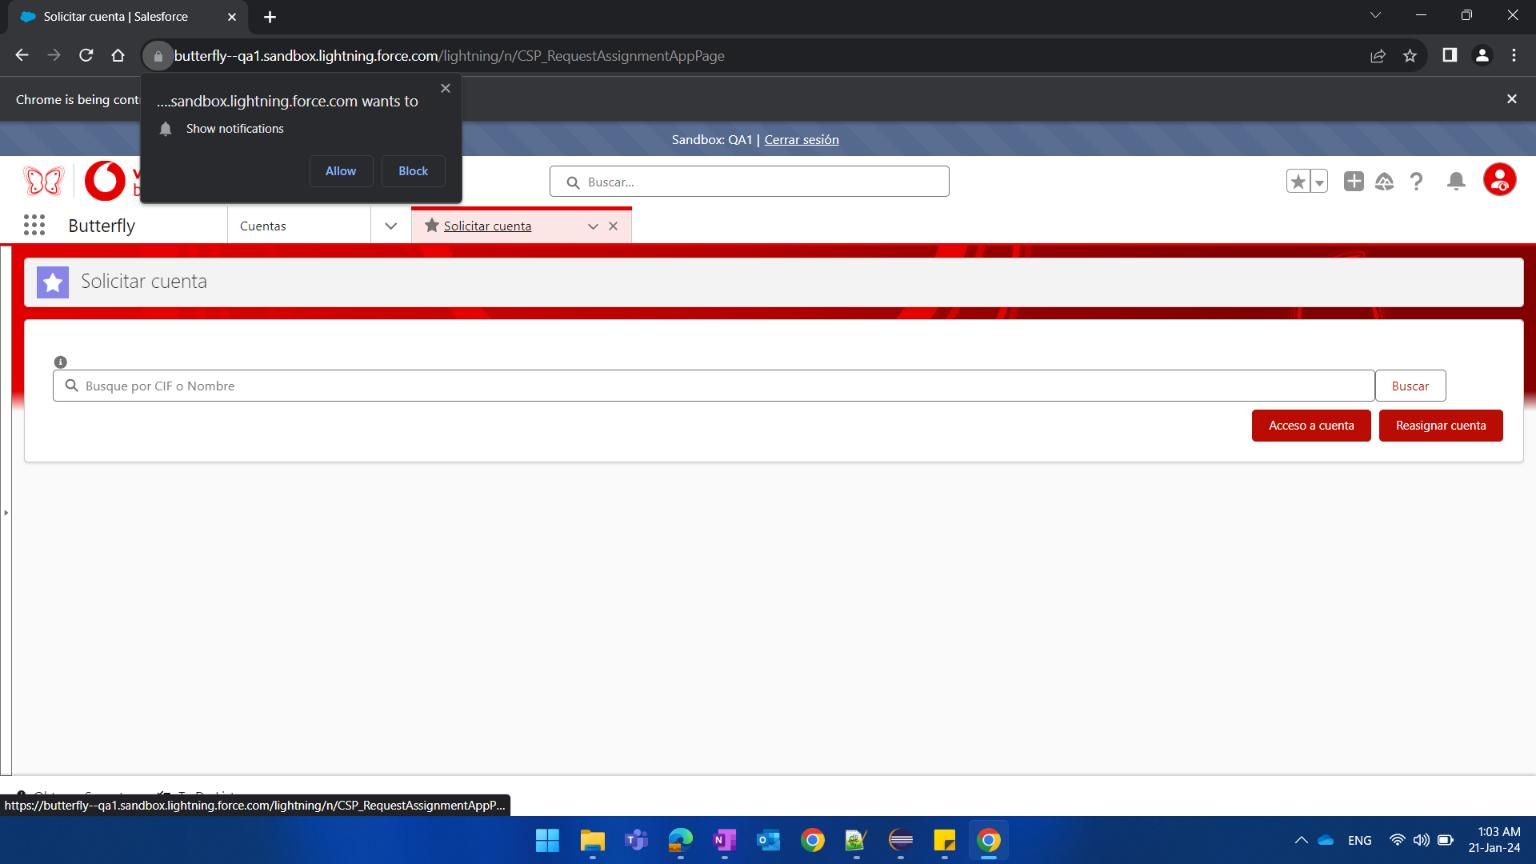 Solicitar cuenta | Salesforce
butterfly--qa1.sandbox.lightning.force.com/lightning/n/CSP_RequestAssignmentAppPage
Chrome is being
....sandbox.lightning.force.com wants to
Show notifications
Allow
Block
Sandbox: QA1 | Cerrar sesión
Buscar...
Butterfly
Cuentas
Solicitar cuenta
Solicitar cuenta
Busque por CIF o Nombre
Buscar
Acceso a cuenta
Reasignar cuenta
https://butterfly--qa1.sandbox.lightning.force.com/lightning/n/CSP_RequestAssignmentAppP...
ENG
1:03 AM
21-Jan-24